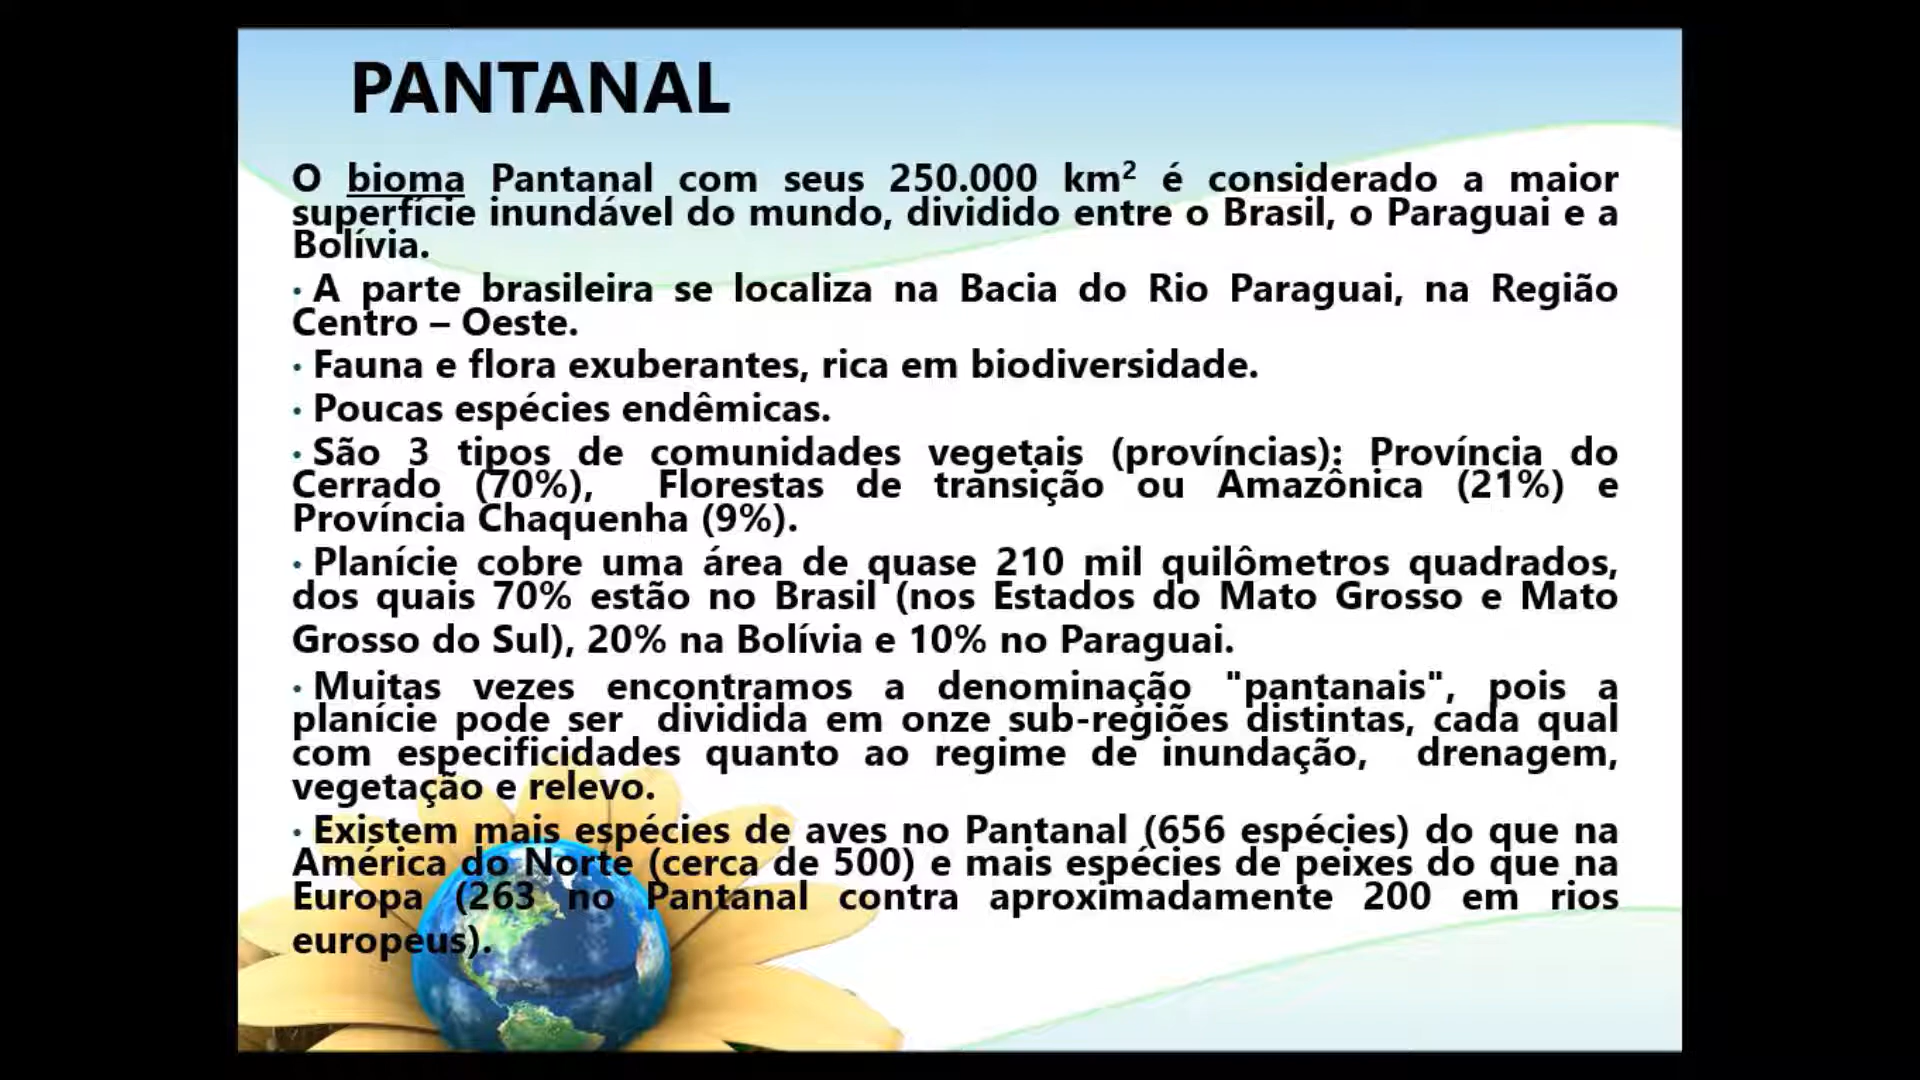 PANTANAL
O bioma Pantanal com seus 250.000 km² é considerado a maior
superfície inundável do mundo, dividido entre o Brasil, o Paraguai e a
Bolívia.
· A parte brasileira se localiza na Bacia do Rio Paraguai, na Região
Centro – Oeste.
· Fauna e flora exuberantes, rica em biodiversidade.
· Poucas espécies endêmicas.
· São 3 tipos de comunidades vegetais (províncias): Província do
Cerrado (70%), Florestas de transição ou Amazônica (21%) e
Província Chaquenha (9%).
· Planície cobre uma área de quase 210 mil quilômetros quadrados,
dos quais 70% estão no Brasil (nos Estados do Mato Grosso e Mato
Grosso do Sul), 20% na Bolívia e 10% no Paraguai.
· Muitas vezes encontramos a denominação "pantanais", pois a
planície pode ser dividida em onze sub-regiões distintas, cada qual
com especificidades quanto ao regime de inundação, drenagem,
vegetação e relevo.
· Existem mais espécies de aves no Pantanal (656 espécies) do que na
América do Norte (cerca de 500) e mais espécies de peixes do que na
Europa (263 no Pantanal contra aproximadamente 200 em rios
europeus).